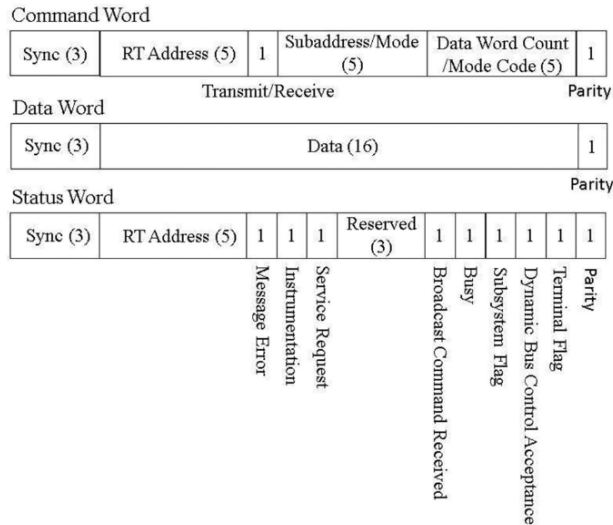 Command Word
Sync (3) RT Address (5) 1 Subaddress/Mode (5) Data Word Count /Mode Code (5) 1
Transmit/Receive Parity
Data Word
Sync (3) Data (16) 1
Parity
Status Word
Sync (3) RT Address (5) 1 1 1 Reserved (3) 1 1 1 1 1 1
Message Error
Instrumentation
Service Request
Broadcast Command Received
Busy
Subsystem Flag
Dynamic Bus Control Acceptance
Terminal Flag
Parity